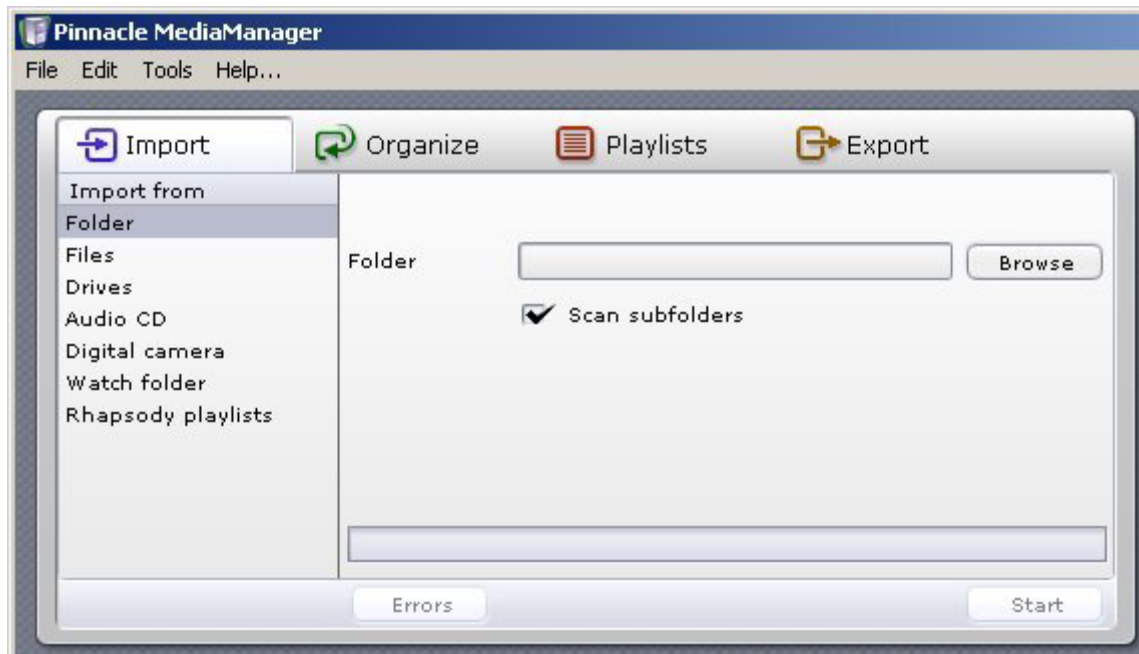 Pinnacle MediaManager
File Edit Tools Help...
Import Organize Playlists Export
Import from
Folder
Files
Drives
Audio CD
Digital camera
Watch folder
Rhapsody playlists
Folder Browse
Scan subfolders
Errors Start